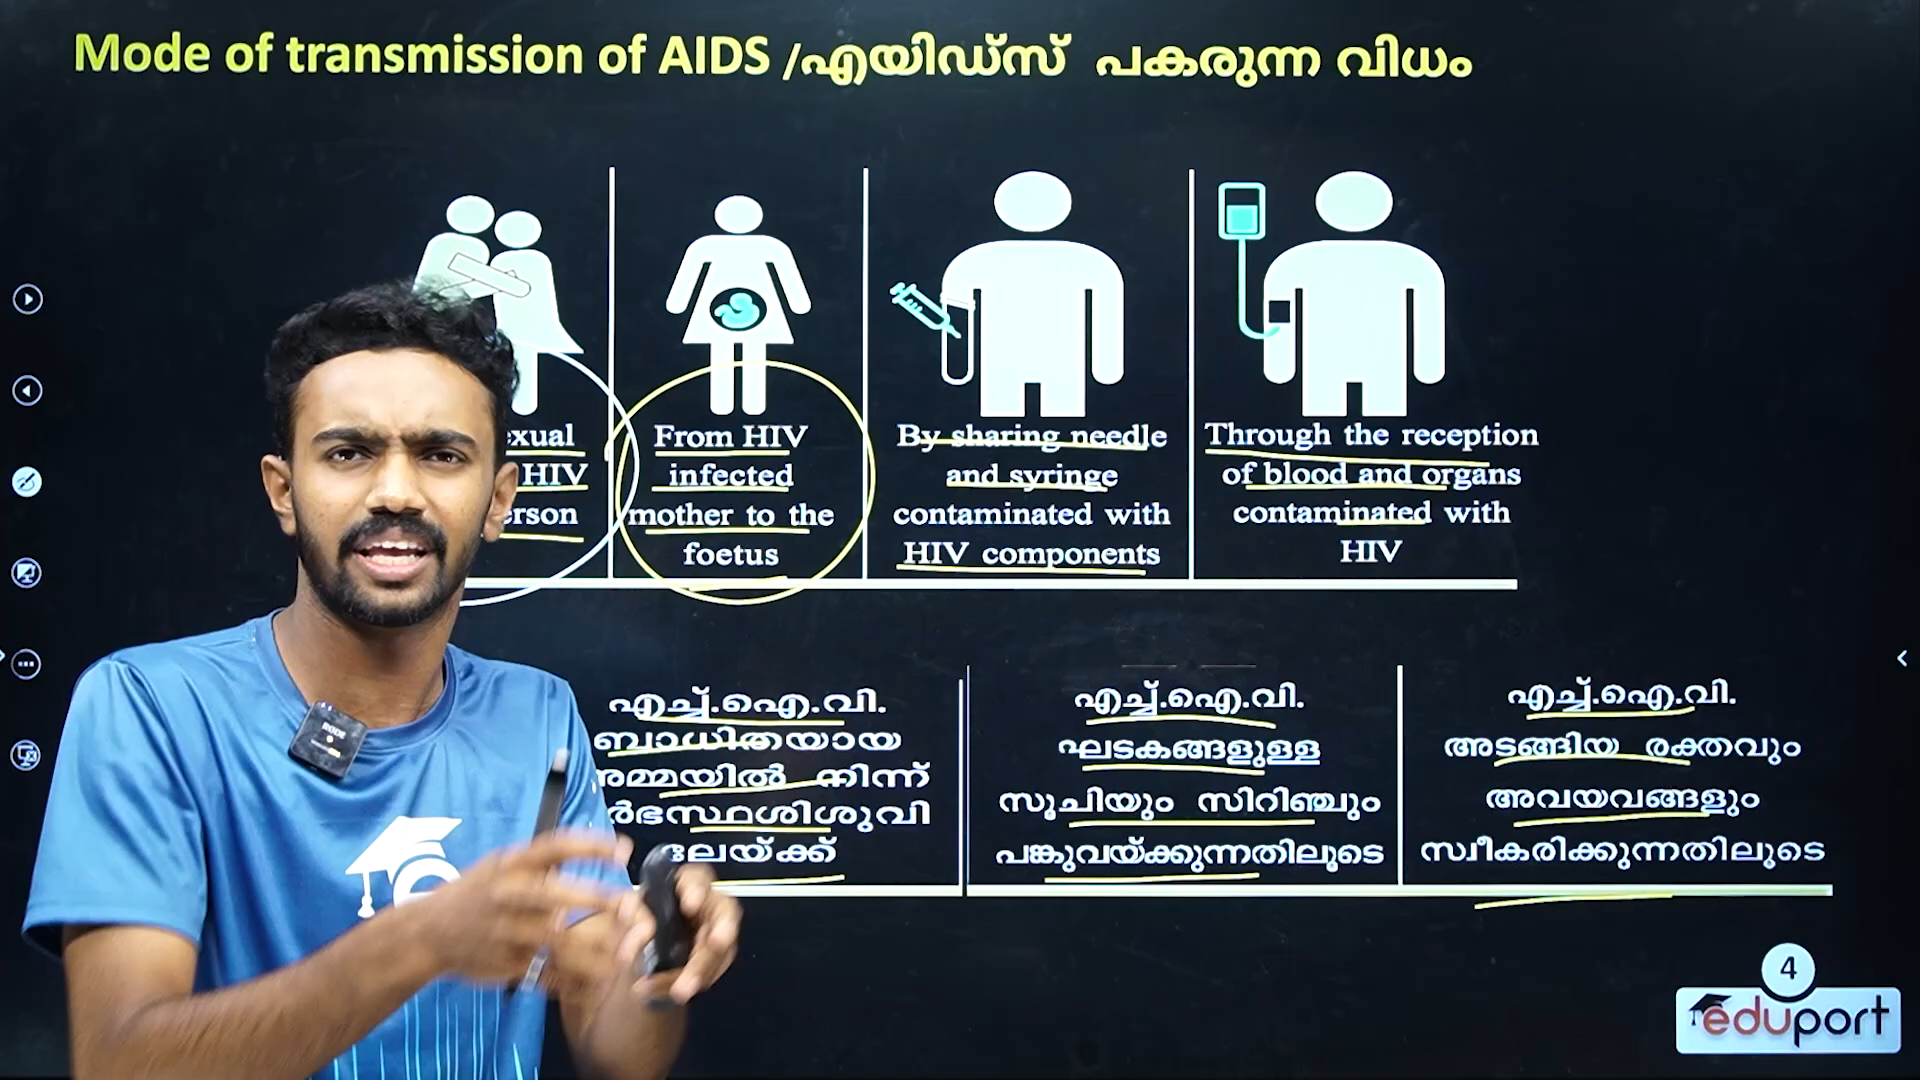 Mode of transmission of AIDS /എയിഡ്സ് പകരുന്ന വിധം
HIV
From HIV
infected
mother to the
foetus
By sharing needle
and syringe
contaminated with
HIV components
Through the reception
of blood and organs
contaminated with
HIV
എച്ച്.ഐ.വി.
ബാധിതയായ
നിന്ന്
എച്ച്.ഐ.വി.
ഘടകങ്ങളുള്ള
സൂചിയും സിറിഞ്ചും
പങ്കുവയ്ക്കുന്നതിലൂടെ
എച്ച്.ഐ.വി.
അടങ്ങിയ രക്തവും
അവയവങ്ങളും
സ്വീകരിക്കുന്നതിലൂടെ
RODE
4
eduport